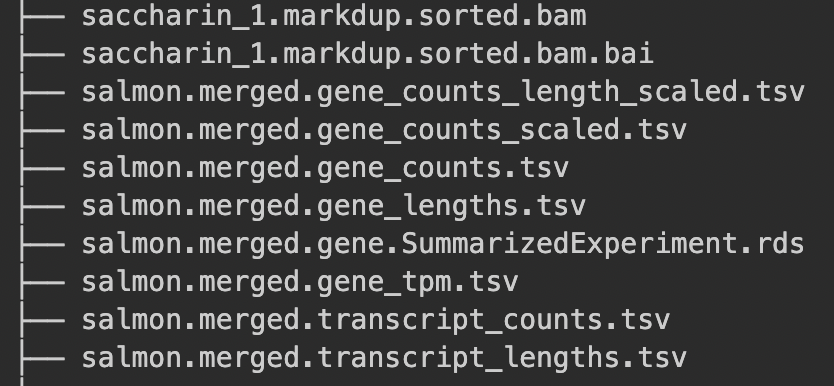 ├── saccharin_1.markdup.sorted.bam
├── saccharin_1.markdup.sorted.bam.bai
├── salmon.merged.gene_counts_length_scaled.tsv
├── salmon.merged.gene_counts_scaled.tsv
├── salmon.merged.gene_counts.tsv
├── salmon.merged.gene_lengths.tsv
├── salmon.merged.gene.SummarizedExperiment.rds
├── salmon.merged.gene_tpm.tsv
├── salmon.merged.transcript_counts.tsv
├── salmon.merged.transcript_lengths.tsv